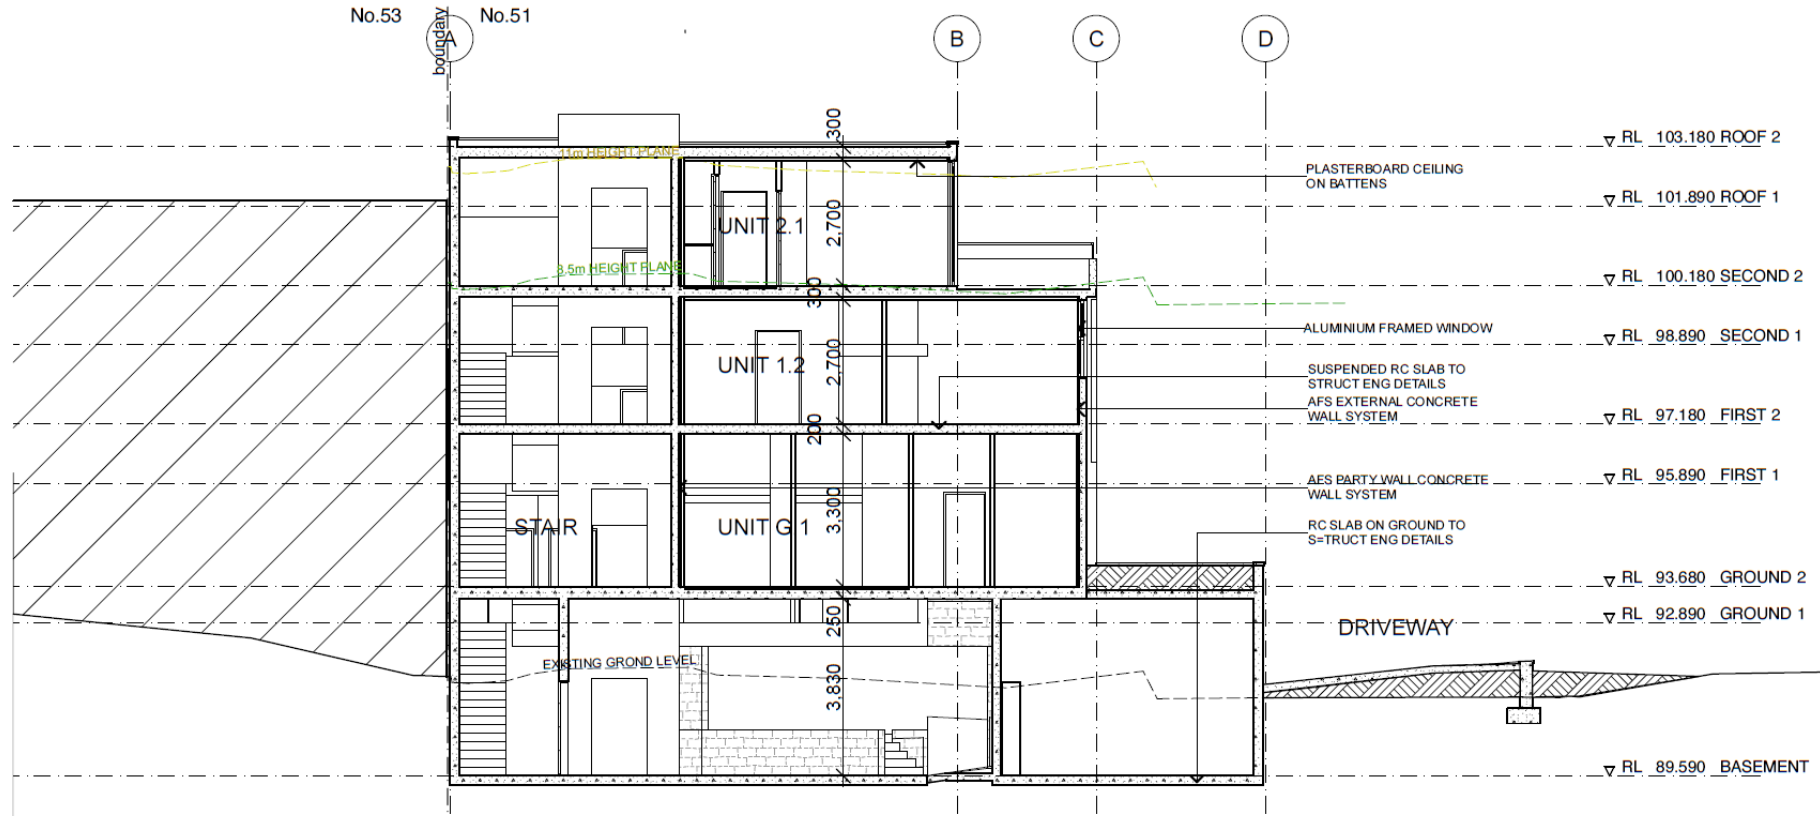 No.53
No.51
boundary
A
B
C
D
300
RL 103.180 ROOF 2
11m HEIGHT PLANE
PLASTERBOARD CEILING
ON BATTENS
RL 101.890 ROOF 1
UNIT 2.1
2,700
8.5m HEIGHT PLANE
RL 100.180 SECOND 2
300
ALUMINIUM FRAMED WINDOW
RL 98.890 SECOND 1
UNIT 1.2
2,700
SUSPENDED RC SLAB TO
STRUCT ENG DETAILS
AFS EXTERNAL CONCRETE
WALL SYSTEM
RL 97.180 FIRST 2
200
RL 95.890 FIRST 1
AFS PARTY WALL CONCRETE
WALL SYSTEM
STAIR
UNIT G 1
3,300
RC SLAB ON GROUND TO
S=TRUCT ENG DETAILS
RL 93.680 GROUND 2
250
RL 92.890 GROUND 1
DRIVEWAY
EXISTING GROND LEVEL
3,830
RL 89.590 BASEMENT